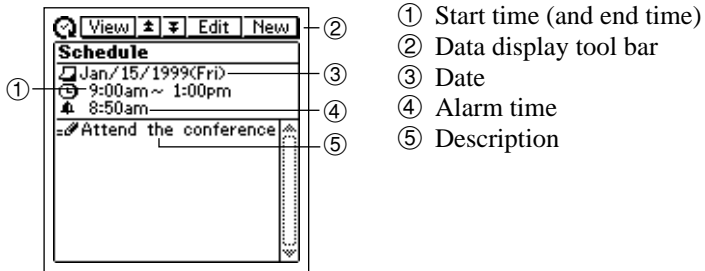 View Edit New ②
Schedule
Jan/15/1999(Fri) ③
① 9:00am~ 1:00pm
8:50am ④
Attend the conference
⑤
① Start time (and end time)
② Data display tool bar
③ Date
④ Alarm time
⑤ Description